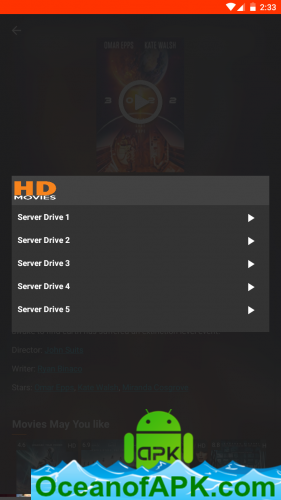 2:33
HD
MOVIES
Server Drive 1
Server Drive 2
Server Drive 3
Server Drive 4
Server Drive 5
Director:
Writer:
Stars:
Movies May You like
APK
OceanofAPK.com